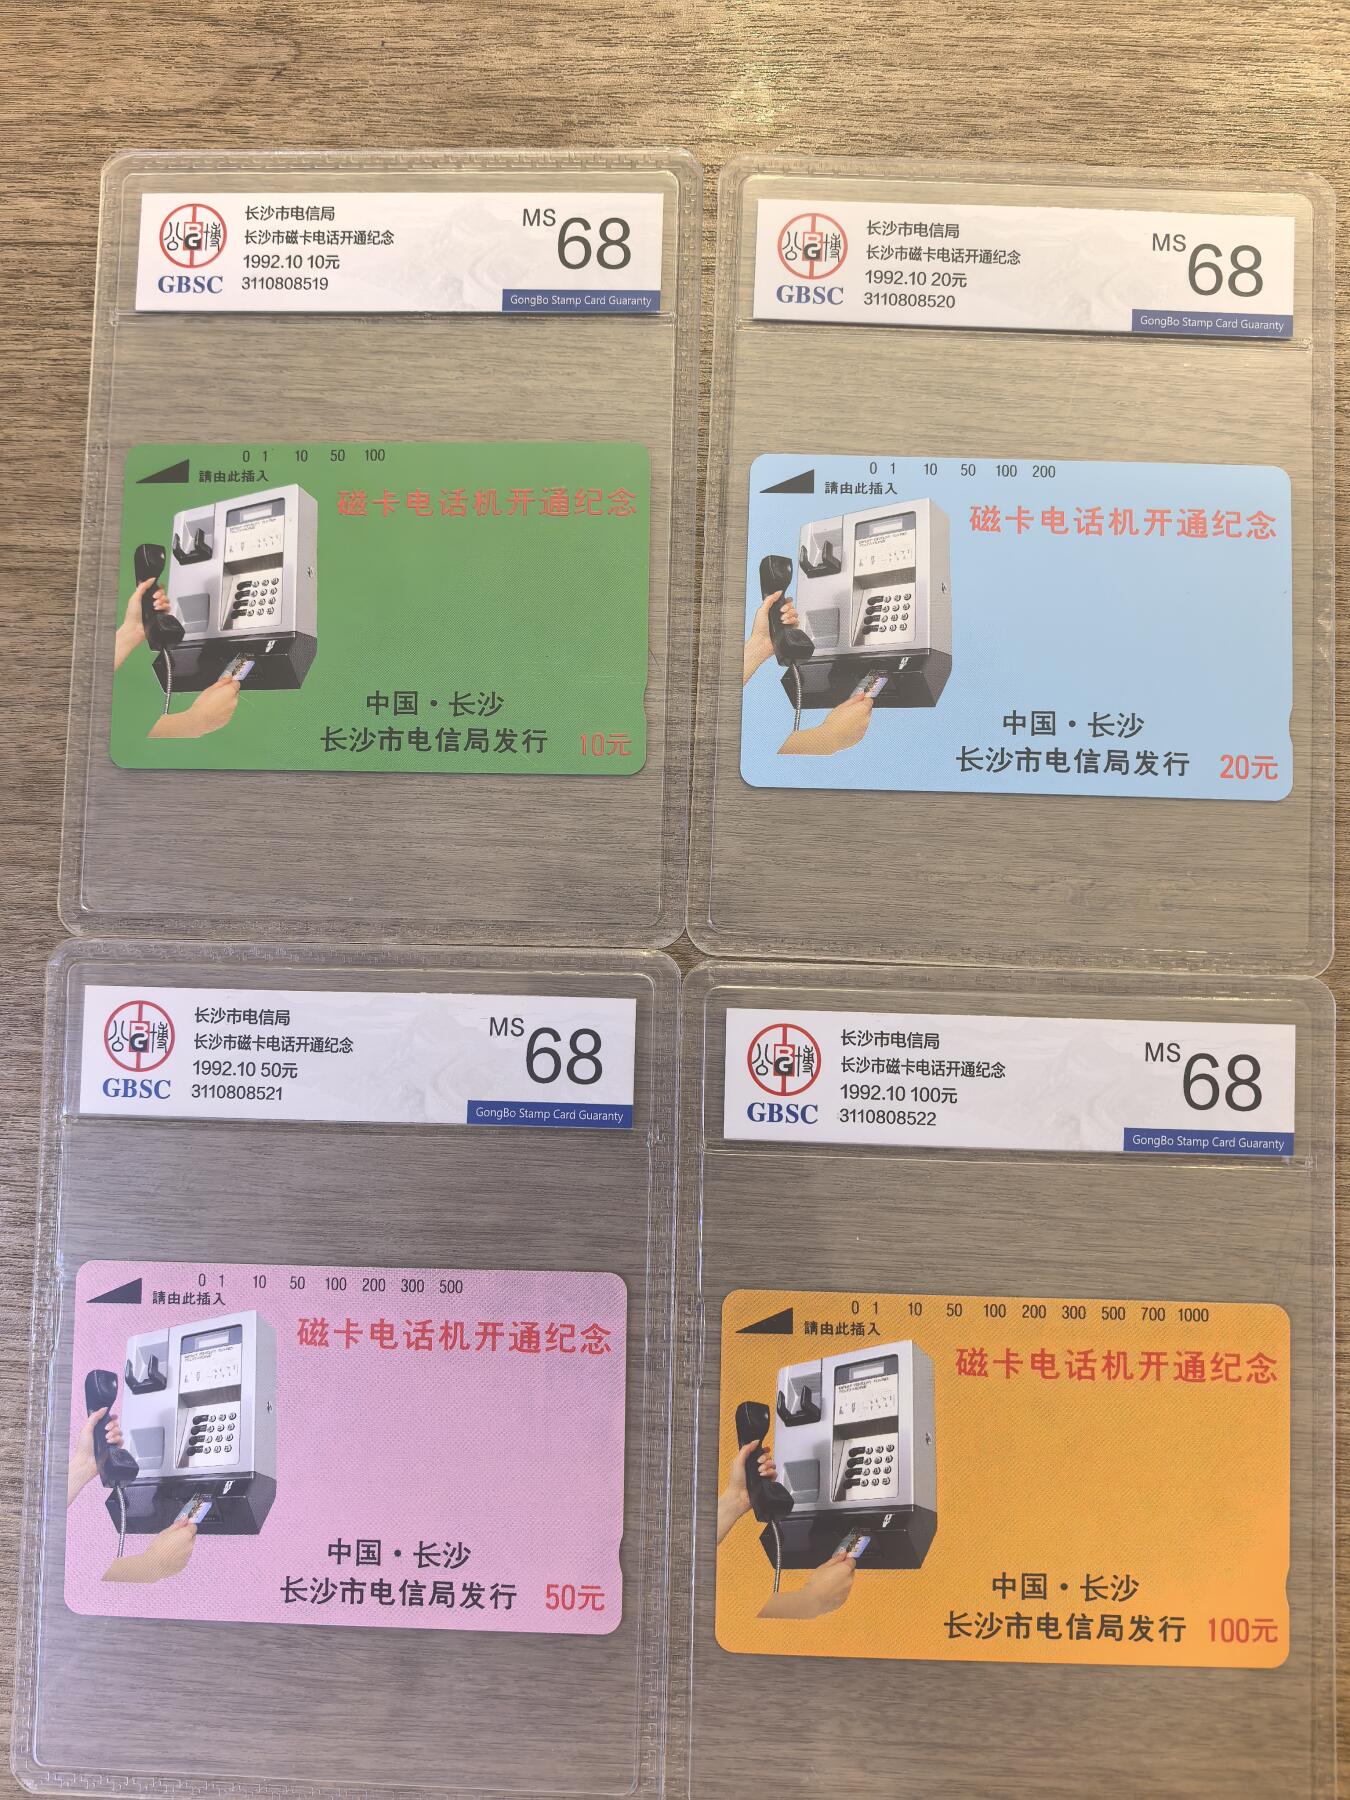 公博
BG
GBSC
长沙市电信局
长沙市磁卡电话开通纪念
1992.10 10元
3110808519
MS 68
GongBo Stamp Card Guaranty
0 1 10 50 100
請由此插入
磁卡电话机开通纪念
中国·长沙
长沙市电信局发行 10元
公博
BG
GBSC
长沙市电信局
长沙市磁卡电话开通纪念
1992.10 20元
3110808520
MS 68
GongBo Stamp Card Guaranty
0 1 10 50 100 200
請由此插入
磁卡电话机开通纪念
中国·长沙
长沙市电信局发行 20元
公博
BG
GBSC
长沙市电信局
长沙市磁卡电话开通纪念
1992.10 50元
3110808521
MS 68
GongBo Stamp Card Guaranty
0 1 10 50 100 200 300 500
請由此插入
磁卡电话机开通纪念
中国·长沙
长沙市电信局发行 50元
公博
BG
GBSC
长沙市电信局
长沙市磁卡电话开通纪念
1992.10 100元
3110808522
MS 68
GongBo Stamp Card Guaranty
0 1 10 50 100 200 300 500 700 1000
請由此插入
磁卡电话机开通纪念
中国·长沙
长沙市电信局发行 100元